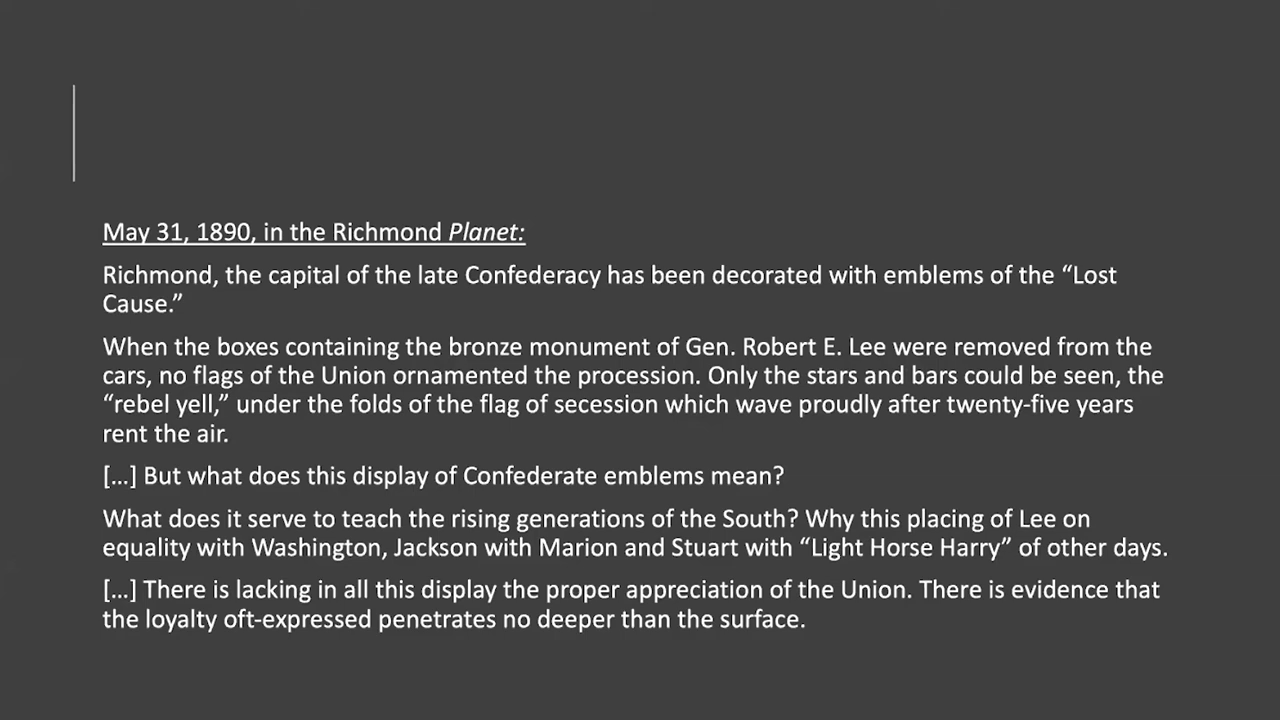 May 31, 1890, in the Richmond Planet:
Richmond, the capital of the late Confederacy has been decorated with emblems of the “Lost
Cause.”
When the boxes containing the bronze monument of Gen. Robert E. Lee were removed from the
cars, no flags of the Union ornamented the procession. Only the stars and bars could be seen, the
“rebel yell,” under the folds of the flag of secession which wave proudly after twenty-five years
rent the air.
[…] But what does this display of Confederate emblems mean?
What does it serve to teach the rising generations of the South? Why this placing of Lee on
equality with Washington, Jackson with Marion and Stuart with “Light Horse Harry” of other days.
[…] There is lacking in all this display the proper appreciation of the Union. There is evidence that
the loyalty oft-expressed penetrates no deeper than the surface.